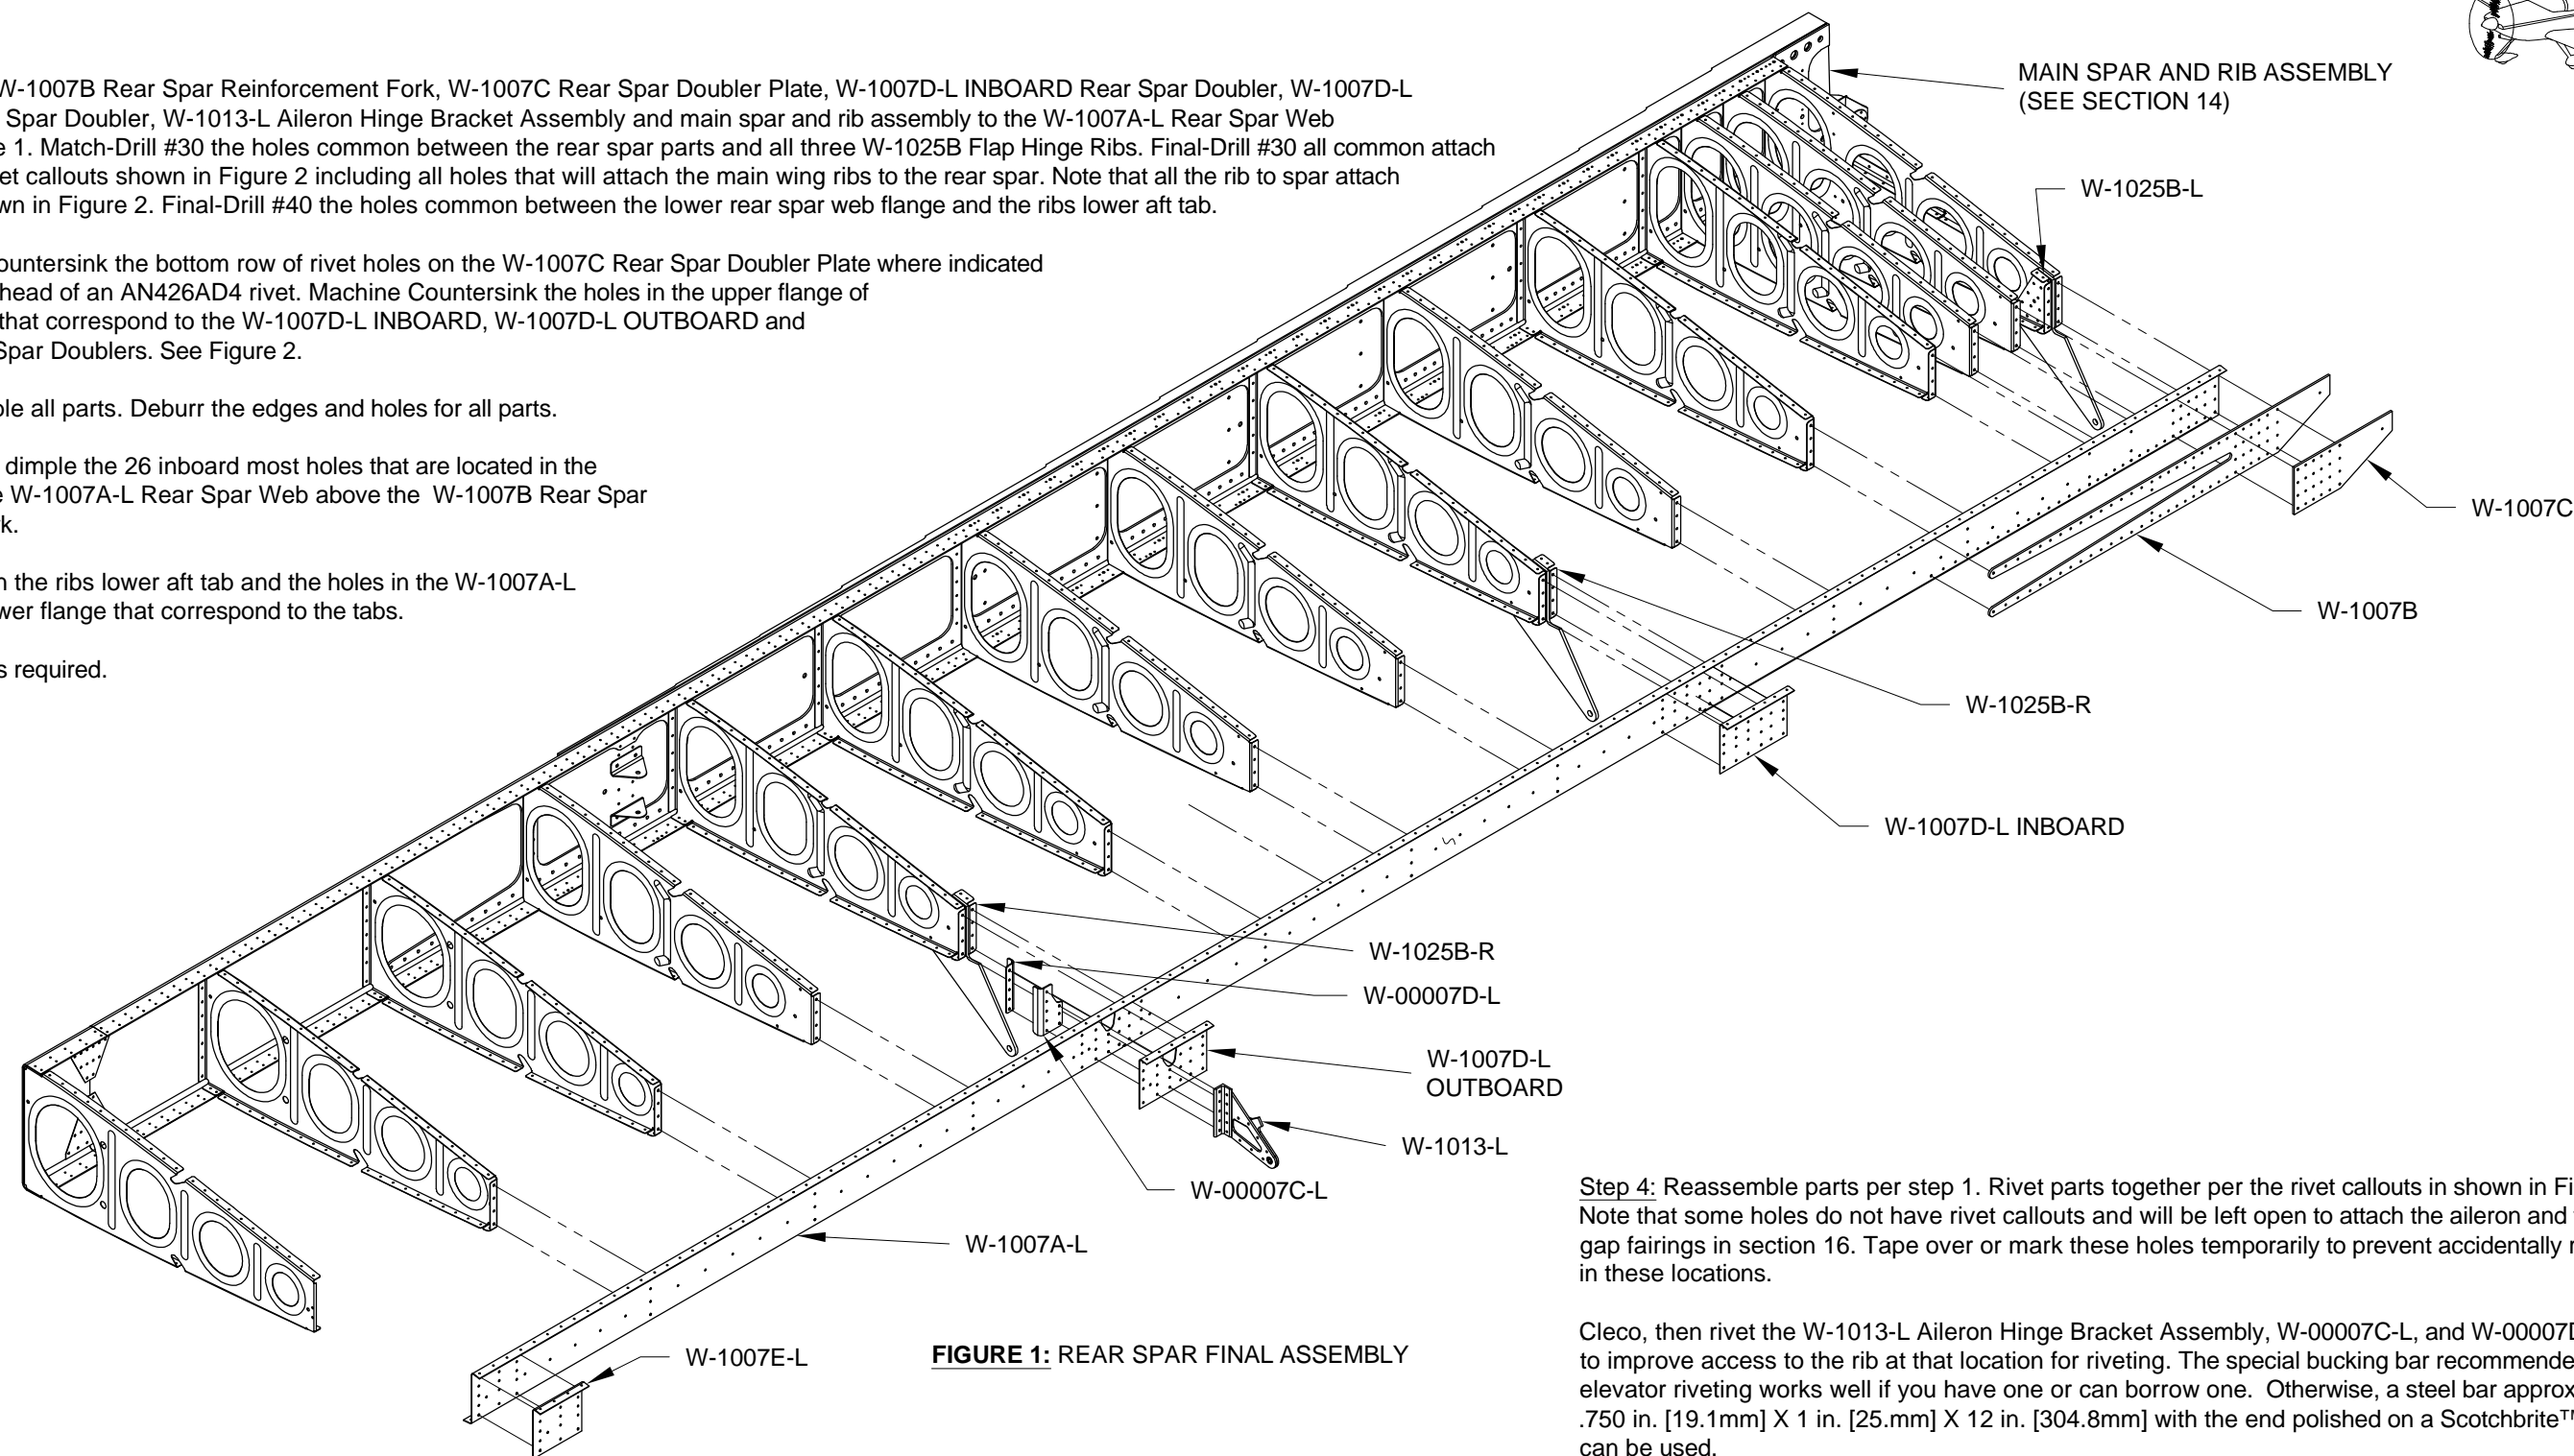 W-1007B Rear Spar Reinforcement Fork, W-1007C Rear Spar Doubler Plate, W-1007D-L INBOARD Rear Spar Doubler, W-1007D-L
Spar Doubler, W-1013-L Aileron Hinge Bracket Assembly and main spar and rib assembly to the W-1007A-L Rear Spar Web
1. Match-Drill #30 the holes common between the rear spar parts and all three W-1025B Flap Hinge Ribs. Final-Drill #30 all common attach
callouts shown in Figure 2 including all holes that will attach the main wing ribs to the rear spar. Note that all the rib to spar attach
in Figure 2. Final-Drill #40 the holes common between the lower rear spar web flange and the ribs lower aft tab.
the bottom row of rivet holes on the W-1007C Rear Spar Doubler Plate where indicated
head of an AN426AD4 rivet. Machine Countersink the holes in the upper flange of
that correspond to the W-1007D-L INBOARD, W-1007D-L OUTBOARD and
Spar Doublers. See Figure 2.
all parts. Deburr the edges and holes for all parts.
dimple the 26 inboard most holes that are located in the
W-1007A-L Rear Spar Web above the W-1007B Rear Spar
the ribs lower aft tab and the holes in the W-1007A-L
flange that correspond to the tabs.
required.
MAIN SPAR AND RIB ASSEMBLY
(SEE SECTION 14)
W-1025B-L
W-1007C
W-1007B
W-1025B-R
W-1007D-L INBOARD
W-1025B-R
W-00007D-L
W-1007D-L
OUTBOARD
W-1013-L
W-00007C-L
W-1007A-L
W-1007E-L
FIGURE 1: REAR SPAR FINAL ASSEMBLY
Step 4: Reassemble parts per step 1. Rivet parts together per the rivet callouts in shown in
Note that some holes do not have rivet callouts and will be left open to attach the aileron and
gap fairings in section 16. Tape over or mark these holes temporarily to prevent accidentally
in these locations.
Cleco, then rivet the W-1013-L Aileron Hinge Bracket Assembly, W-00007C-L, and
to improve access to the rib at that location for riveting. The special bucking bar
elevator riveting works well if you have one or can borrow one. Otherwise, a steel bar
.750 in. [19.1mm] X 1 in. [25.mm] X 12 in. [304.8mm] with the end polished on a Scotchbrite™
can be used.